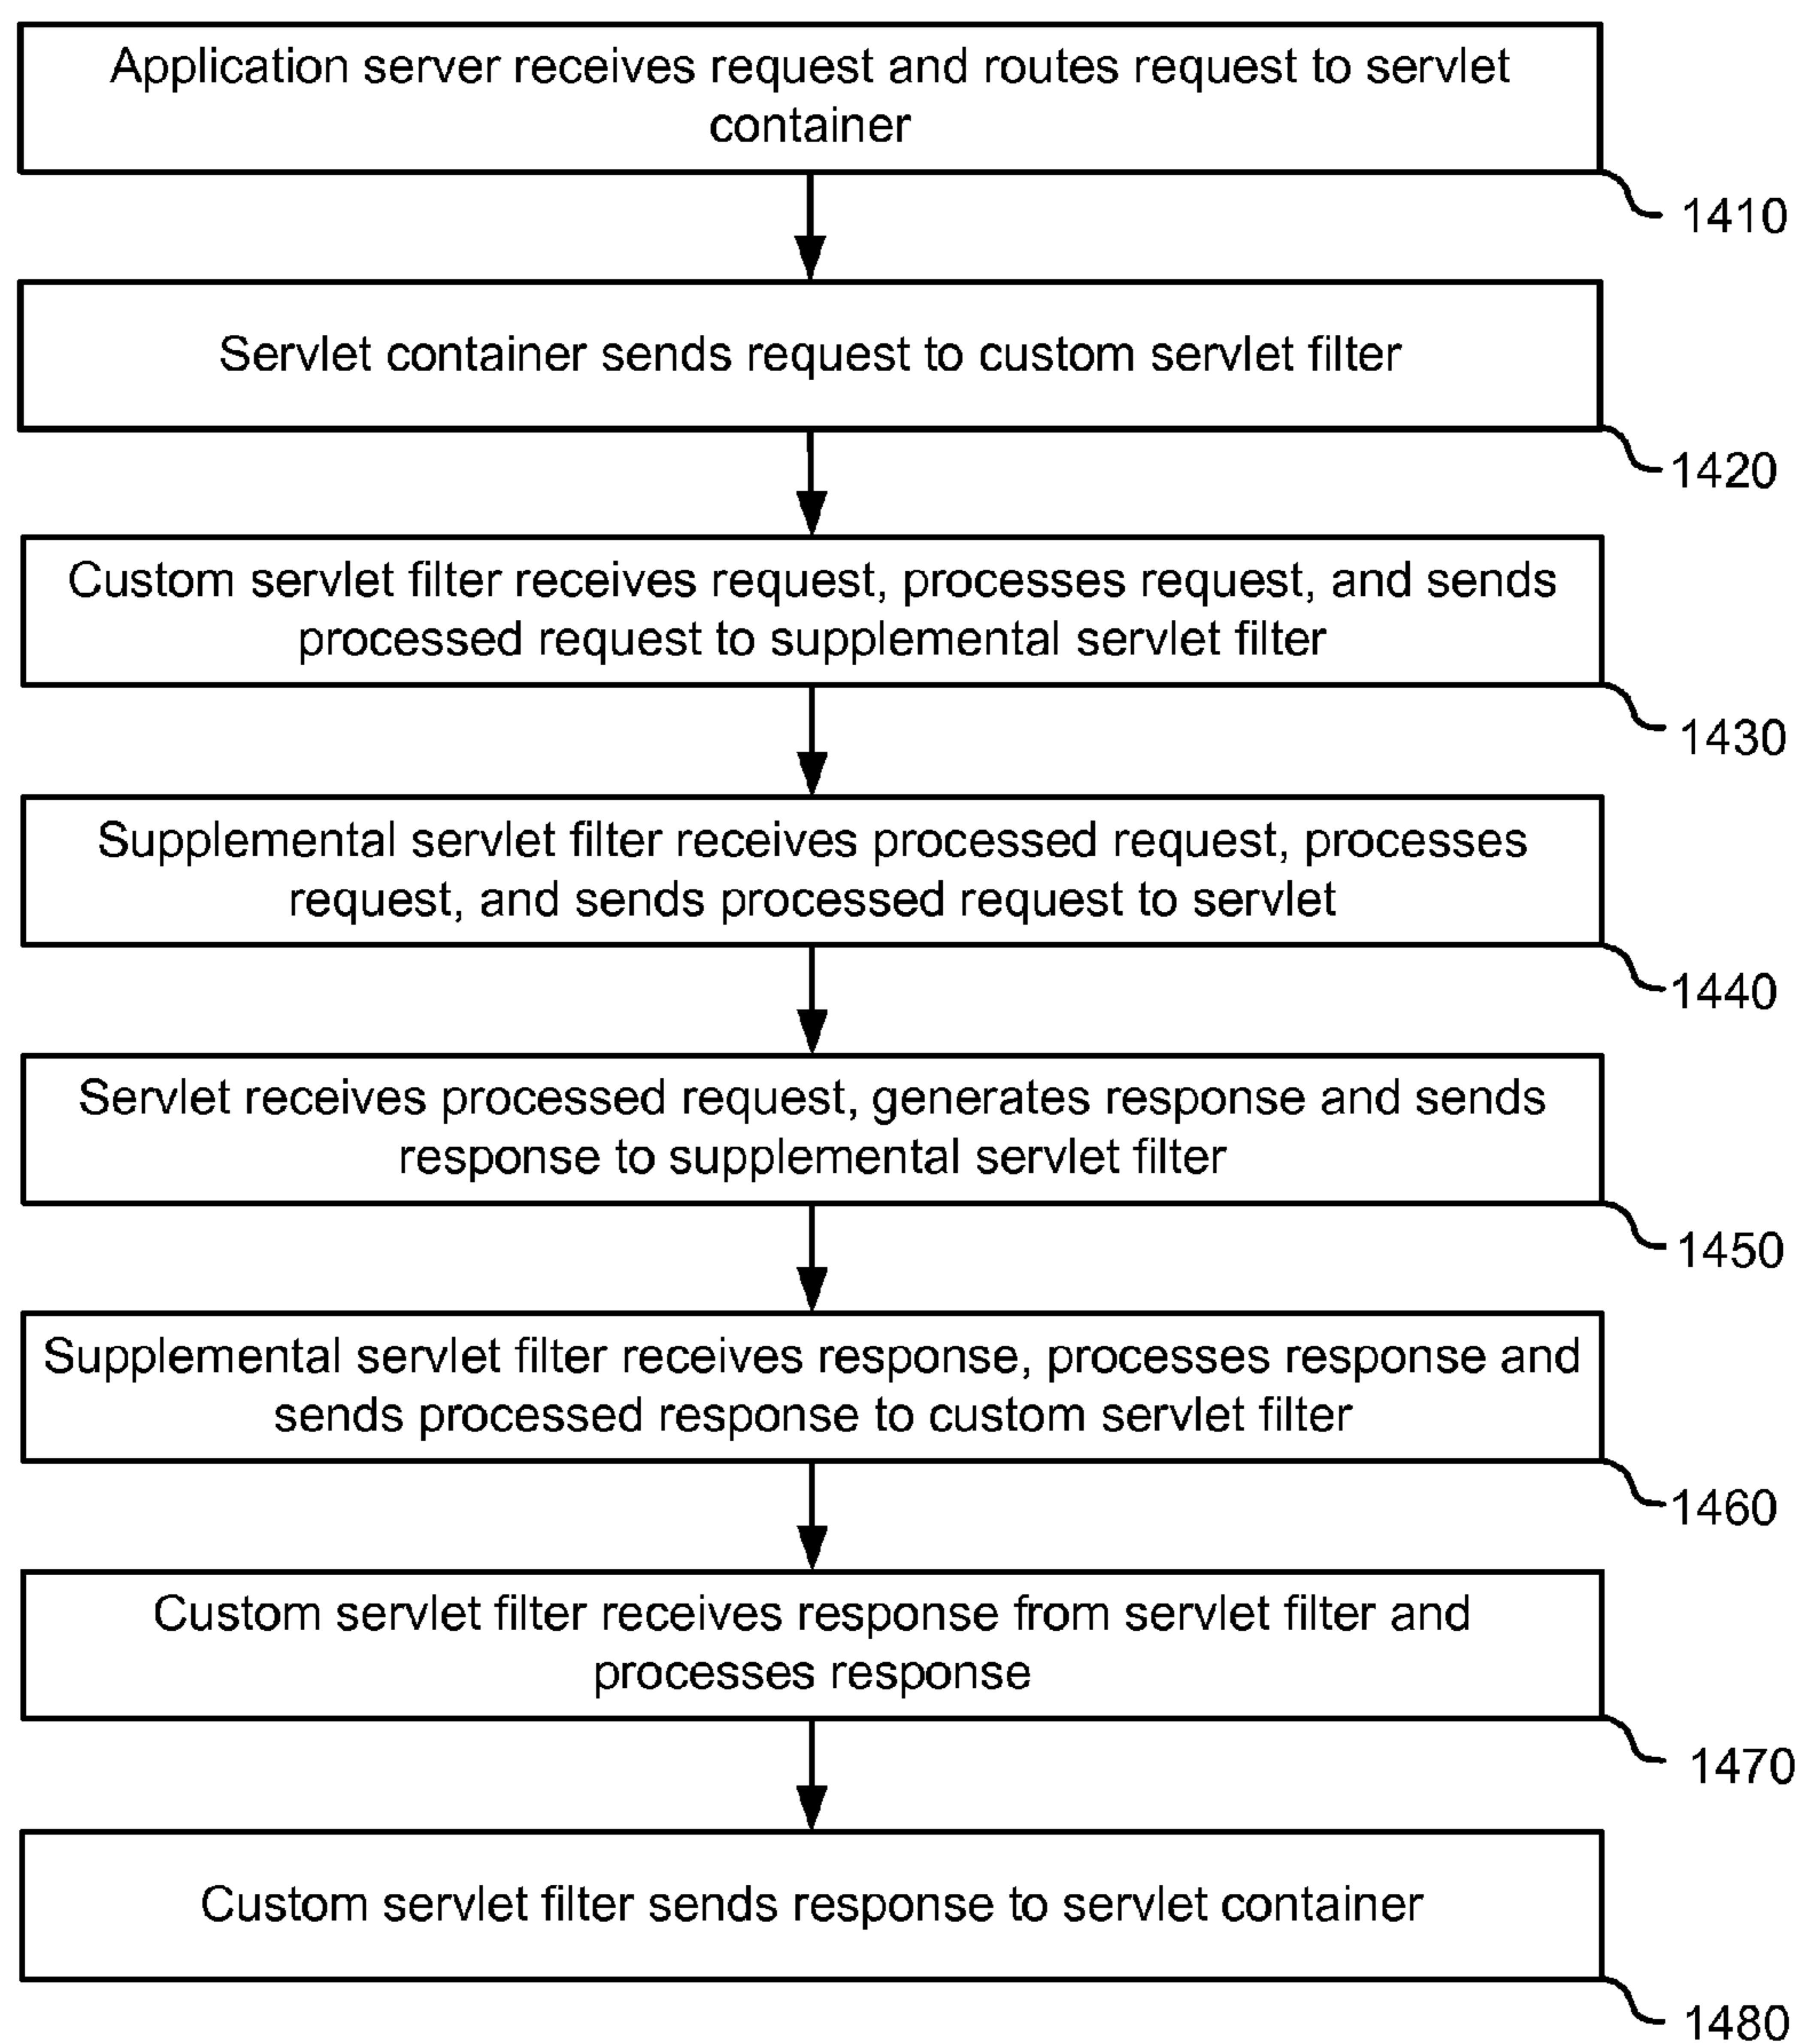 Application server receives request and routes request to servlet
container
1410
Servlet container sends request to custom servlet filter
1420
Custom servlet filter receives request, processes request, and sends
processed request to supplemental servlet filter
1430
Supplemental servlet filter receives processed request, processes
request, and sends processed request to servlet
1440
Servlet receives processed request, generates response and sends
response to supplemental servlet filter
1450
Supplemental servlet filter receives response, processes response and
sends processed response to custom servlet filter
1460
Custom servlet filter receives response from servlet filter and
processes response
1470
Custom servlet filter sends response to servlet container
1480